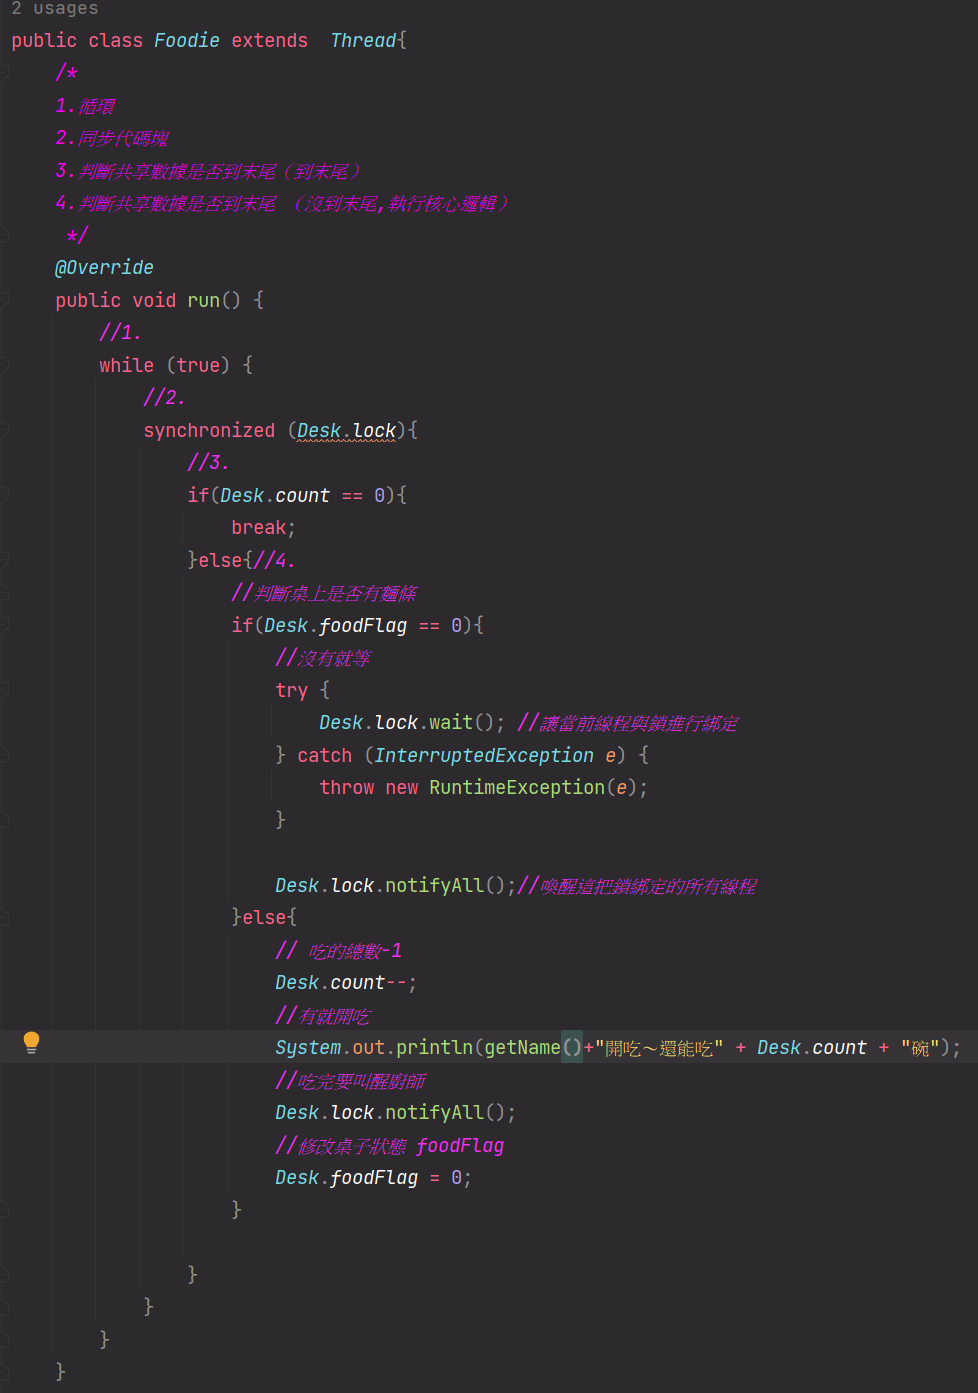 2 usages
public class Foodie extends  Thread{
/*
1.循環
2.同步代碼塊
3.判斷共享數據是否到末尾（到末尾）
4.判斷共享數據是否到末尾 （沒到末尾,執行核心邏輯）
*/
@Override
public void run() {
//1.
while (true) {
//2.
synchronized (Desk.lock){
//3.
if(Desk.count == 0){
break;
}else{//4.
//判斷桌上是否有麵條
if(Desk.foodFlag == 0){
//沒有就等
try {
Desk.lock.wait(); //讓當前線程與鎖進行綁定
} catch (InterruptedException e) {
throw new RuntimeException(e);
}
Desk.lock.notifyAll();//喚醒這把鎖綁定的所有線程
}else{
// 吃的總數-1
Desk.count--;
//有就開吃
System.out.println(getName()+"開吃～還能吃" + Desk.count + "碗");
//吃完要叫醒廚師
Desk.lock.notifyAll();
//修改桌子狀態 foodFlag
Desk.foodFlag = 0;
}
}
}
}
}